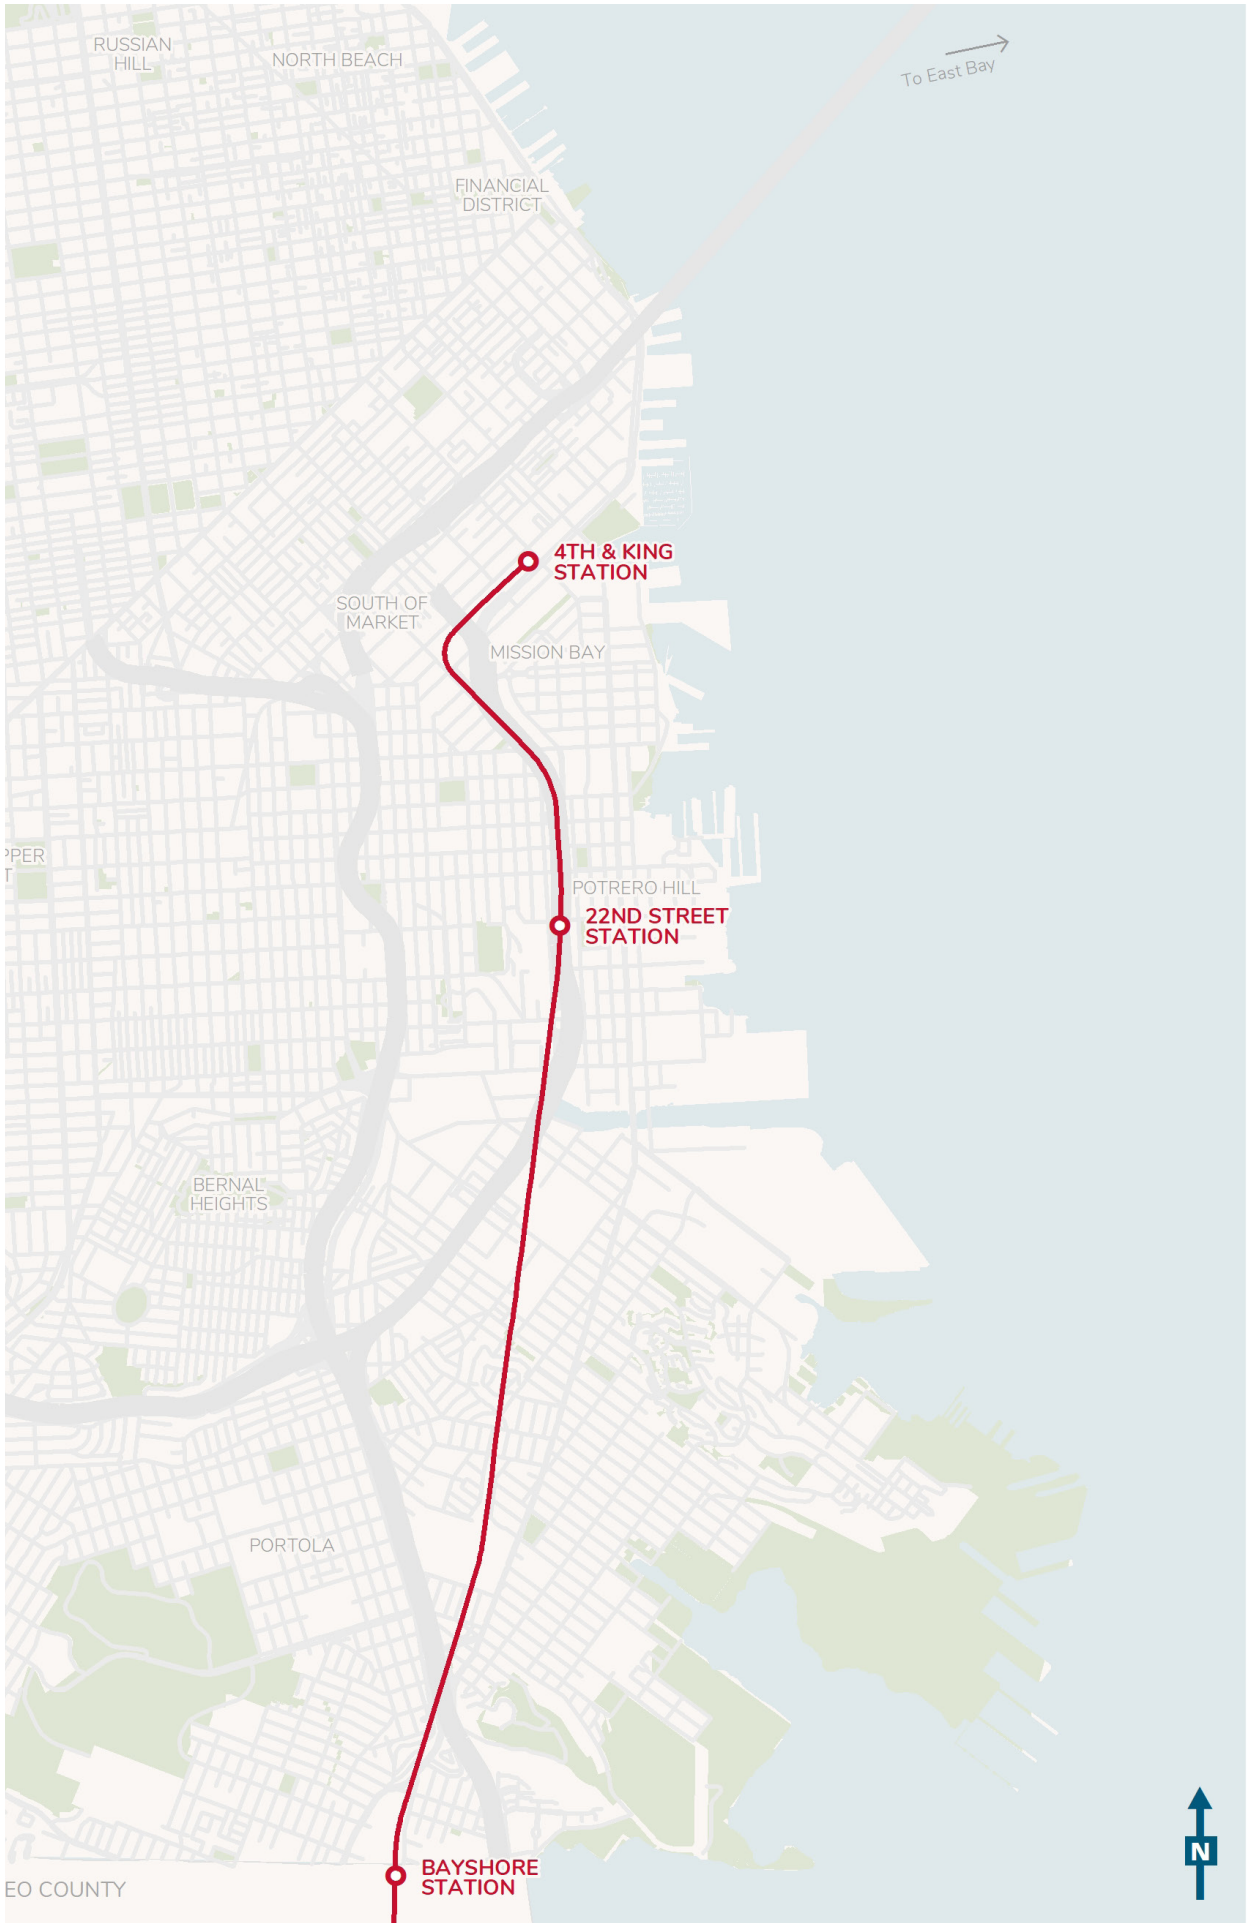 RUSSIAN
HILL
NORTH BEACH
To East Bay
FINANCIAL
DISTRICT
4TH & KING
STATION
SOUTH OF
MARKET
MISSION BAY
PPER
T
POTRERO HILL
22ND STREET
STATION
BERNAL
HEIGHTS
PORTOLA
N
BAYSHORE
STATION
EO COUNTY